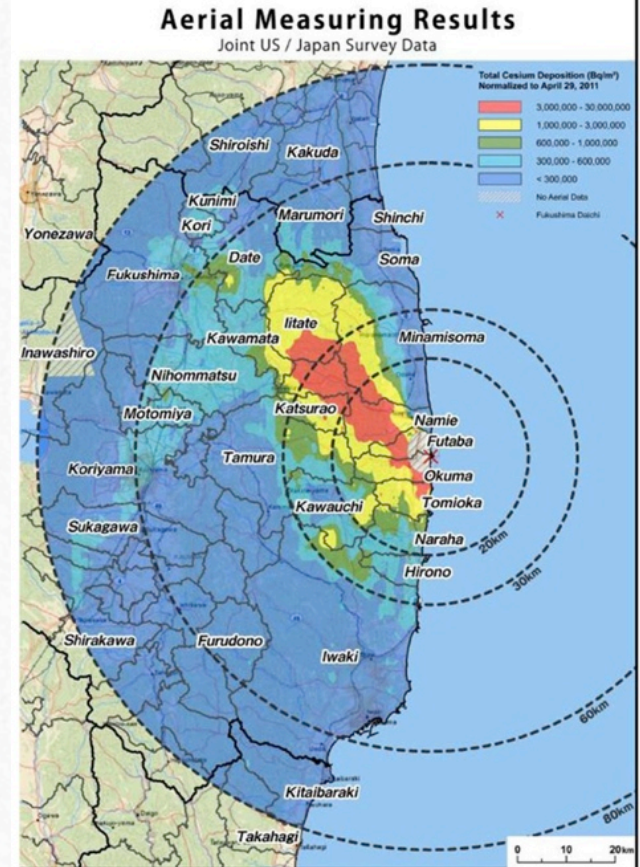 Aerial Measuring Results
Joint US / Japan Survey Data
Total Cesium Deposition (Bq/m²)
Normalized to April 29, 2011
3,000,000 - 30,000,000
1,000,000 - 3,000,000
600,000 - 1,000,000
300,000 - 600,000
< 300,000
No Aerial Data
Fukushima Daiichi
Shiroishi
Kakuda
Kunimi
Marumori
Shinchi
Kori
Yonezawa
Date
Soma
Fukushima
Iitate
Kawamata
Minamisoma
Inawashiro
Nihommatsu
Katsurao
Motomiya
Namie
Futaba
Tamura
Koriyama
Okuma
Kawauchi
Tomioka
Sukagawa
Naraha
20km
Hirono
30km
Shirakawa
Furudono
Iwaki
60km
Kitaibaraki
80km
Takahagi
0 10 20km